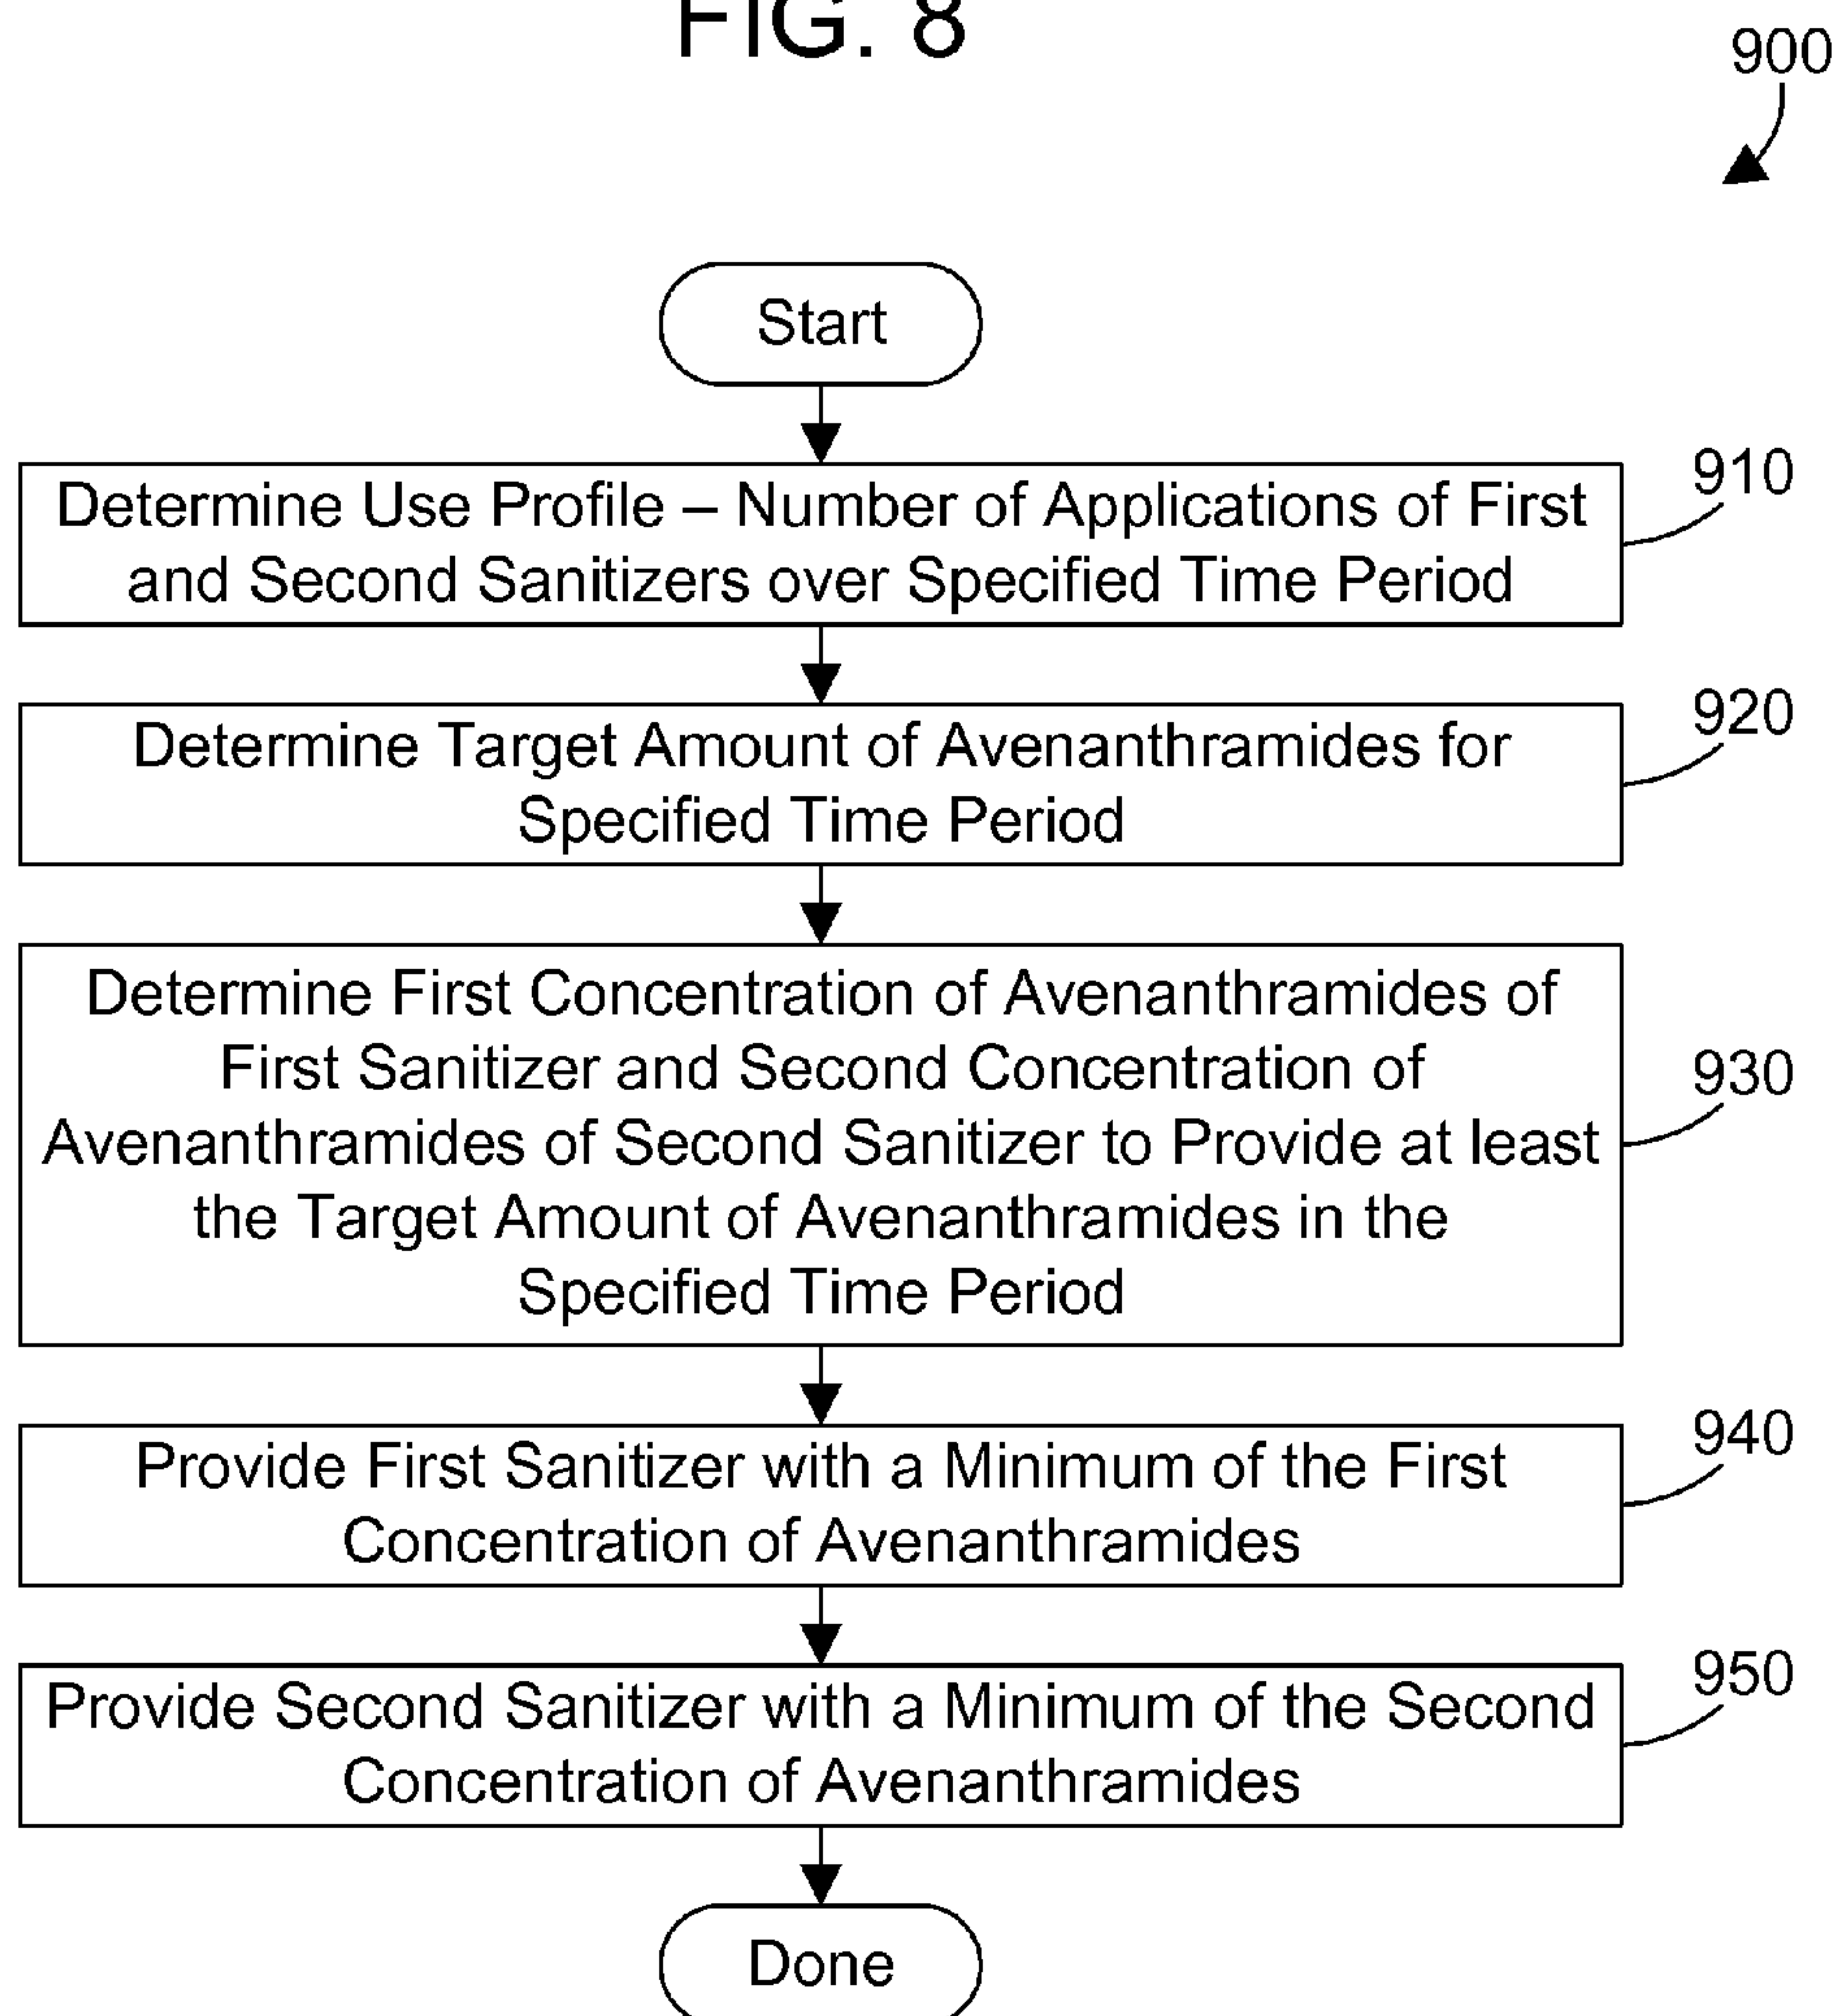 FIG. 8
900
Start
Determine Use Profile – Number of Applications of First
and Second Sanitizers over Specified Time Period
910
Determine Target Amount of Avenanthramides for
Specified Time Period
920
Determine First Concentration of Avenanthramides of
First Sanitizer and Second Concentration of
Avenanthramides of Second Sanitizer to Provide at least
the Target Amount of Avenanthramides in the
Specified Time Period
930
Provide First Sanitizer with a Minimum of the First
Concentration of Avenanthramides
940
Provide Second Sanitizer with a Minimum of the Second
Concentration of Avenanthramides
950
Done